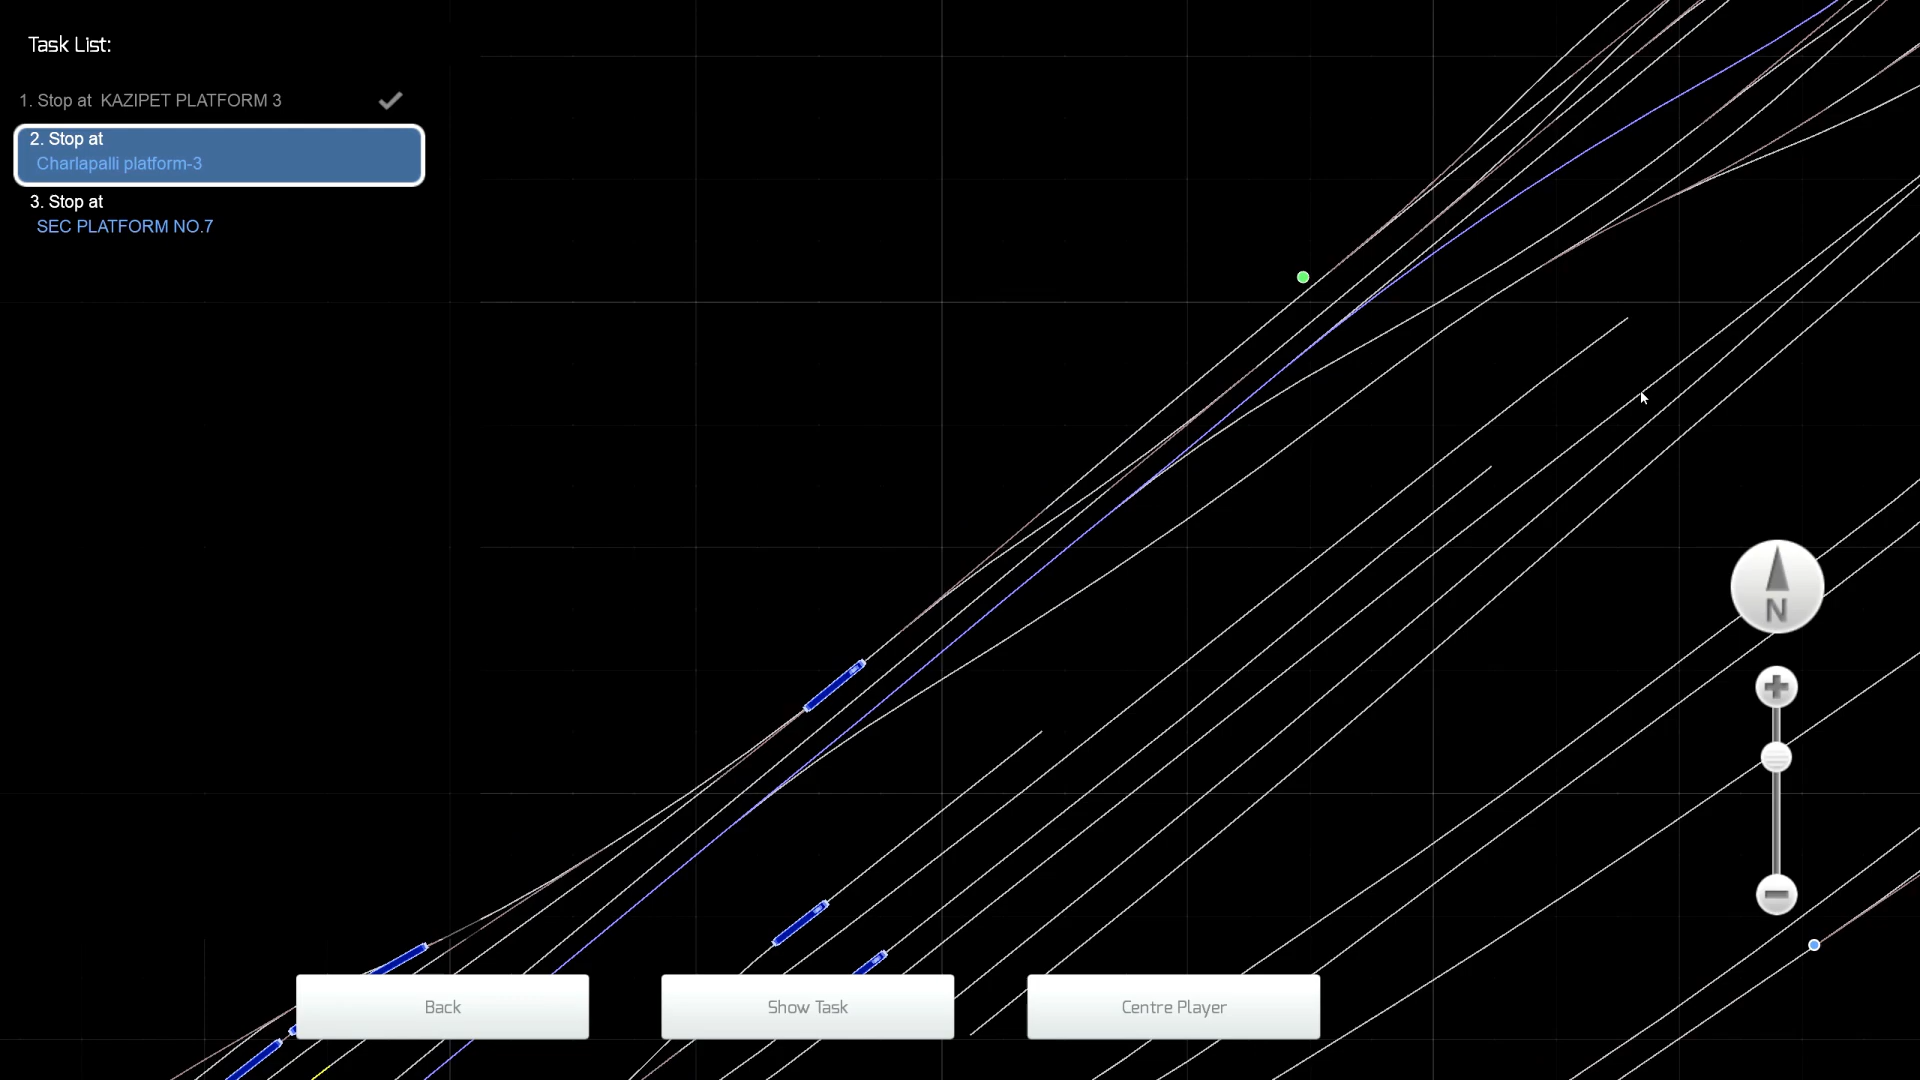 Task List:
1. Stop at KAZIPET PLATFORM 3
2. Stop at
Charlapalli platform-3
3. Stop at
SEC PLATFORM NO.7
N
Back
Show Task
Centre Player